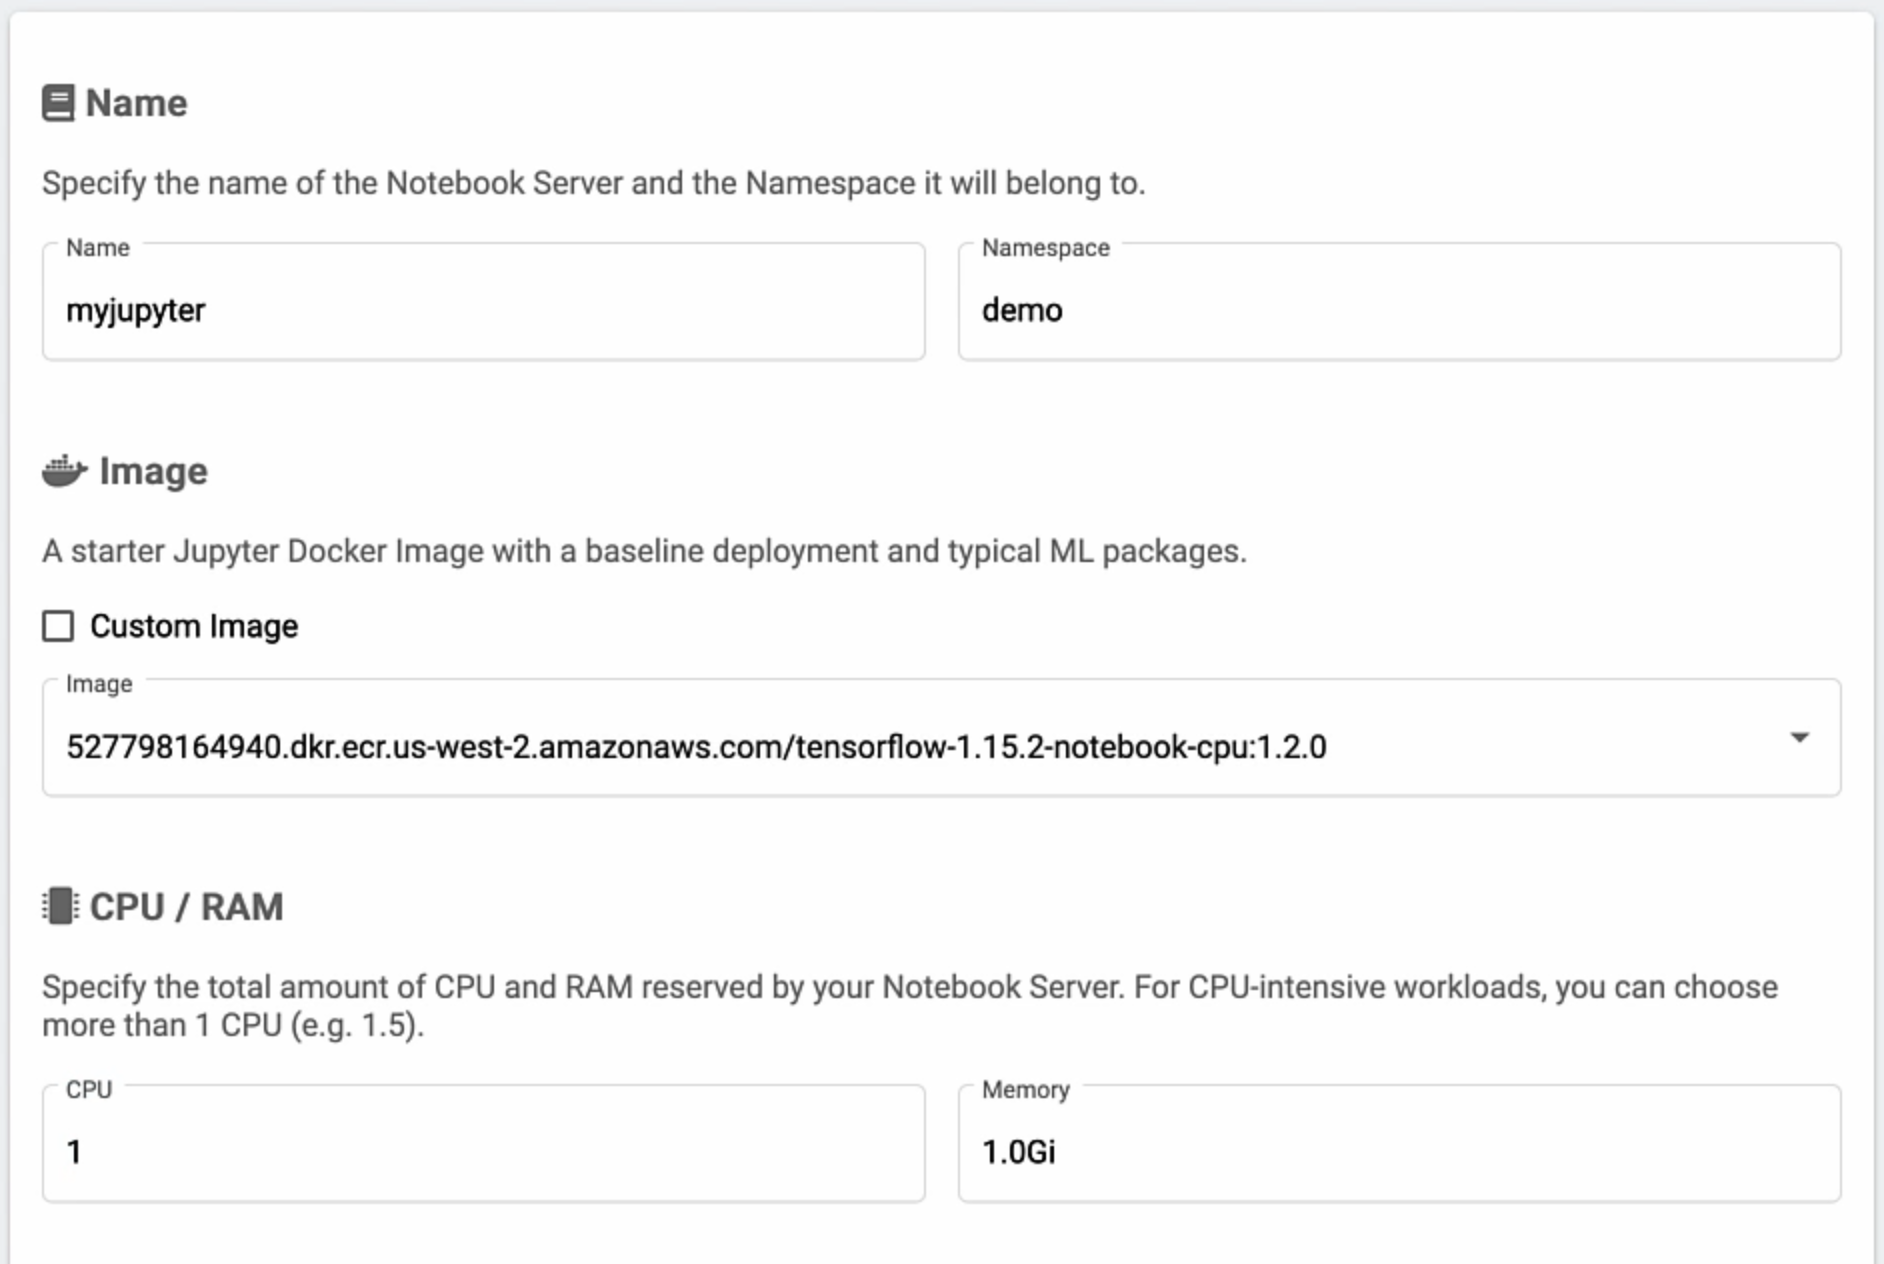 Name
Specify the name of the Notebook Server and the Namespace it will belong to.
Name
myjupyter
Namespace
demo
Image
A starter Jupyter Docker Image with a baseline deployment and typical ML packages.
Custom Image
Image
527798164940.dkr.ecr.us-west-2.amazonaws.com/tensorflow-1.15.2-notebook-cpu:1.2.0
CPU / RAM
Specify the total amount of CPU and RAM reserved by your Notebook Server. For CPU-intensive workloads, you can choose
more than 1 CPU (e.g. 1.5).
CPU
1
Memory
1.0Gi